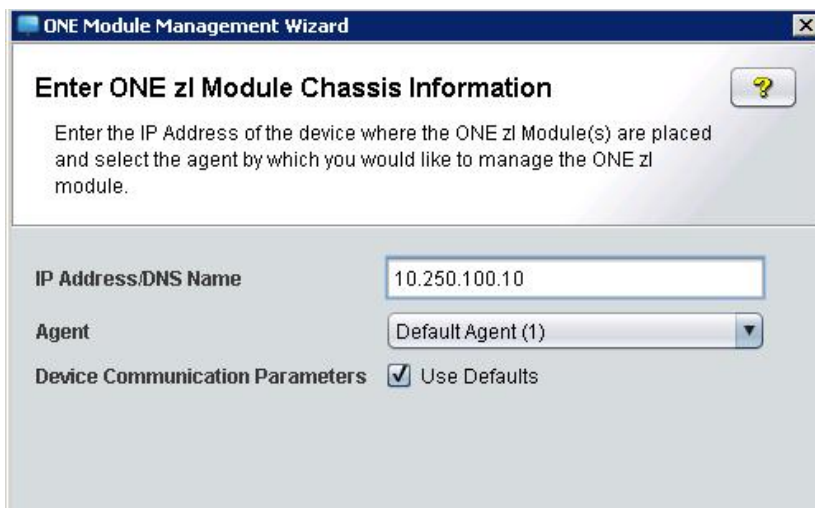 ONE Module Management Wizard
Enter ONE zl Module Chassis Information
?
Enter the IP Address of the device where the ONE zl Module(s) are placed
and select the agent by which you would like to manage the ONE zl
module.
IP Address/DNS Name 10.250.100.10
Agent Default Agent (1)
Device Communication Parameters Use Defaults